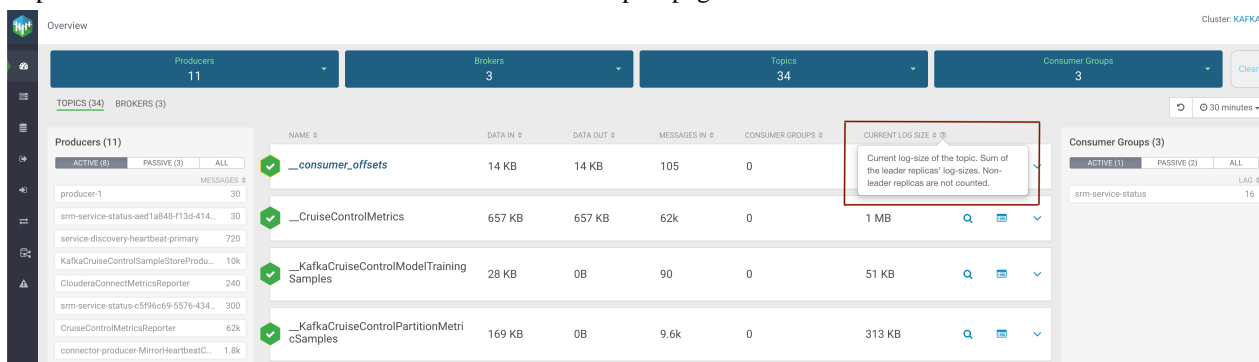 Overview
Cluster: KAFKA
Producers
11
Brokers
3
Topics
34
Consumer Groups
3
Clear
TOPICS (34) BROKERS (3)
30 minutes
Producers (11)
ACTIVE (8) PASSIVE (3) ALL
MESSAGES
producer-1 30
srm-service-status-aed1a848-f13d-414... 30
service-discovery-heartbeat-primary 720
KafkaCruiseControlSampleStoreProdu... 10k
ClouderaConnectMetricsReporter 240
srm-service-status-c5f96c69-5576-434... 300
CruiseControlMetricsReporter 62k
connector-producer-MirrorHeartbeatC... 1.8k
NAME DATA IN DATA OUT MESSAGES IN CONSUMER GROUPS CURRENT LOG SIZE
__consumer_offsets 14 KB 14 KB 105 0
Current log-size of the topic. Sum of
the leader replicas' log-sizes. Non-
leader replicas are not counted.
__CruiseControlMetrics 657 KB 657 KB 62k 0 1 MB
__KafkaCruiseControlModelTraining
Samples 28 KB 0B 90 0 51 KB
__KafkaCruiseControlPartitionMetri
cSamples 169 KB 0B 9.6k 0 313 KB
Consumer Groups (3)
ACTIVE (1) PASSIVE (2) ALL
LAG
srm-service-status 16